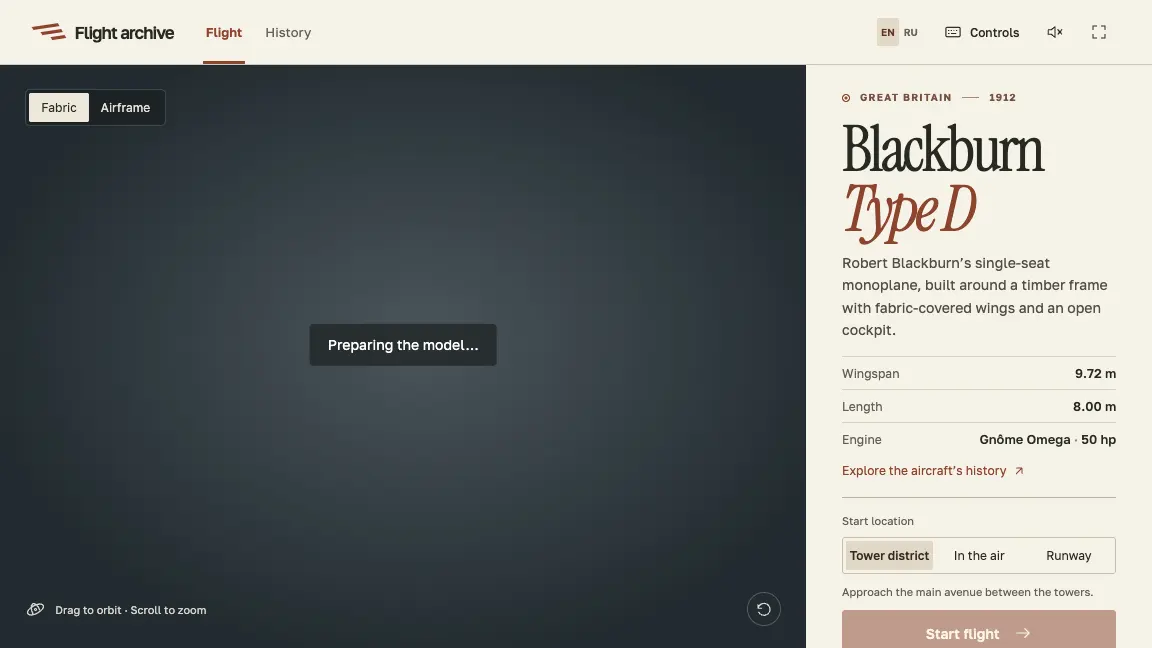 Flight archive
Flight
History
EN
RU
Controls
Fabric
Airframe
Preparing the model...
Drag to orbit · Scroll to zoom
GREAT BRITAIN — 1912
Blackburn
Type D
Robert Blackburn’s single-seat
monoplane, built around a timber frame
with fabric-covered wings and an open
cockpit.
Wingspan 9.72 m
Length 8.00 m
Engine Gnôme Omega · 50 hp
Explore the aircraft’s history ↗
Start location
Tower district
In the air
Runway
Approach the main avenue between the towers.
Start flight →